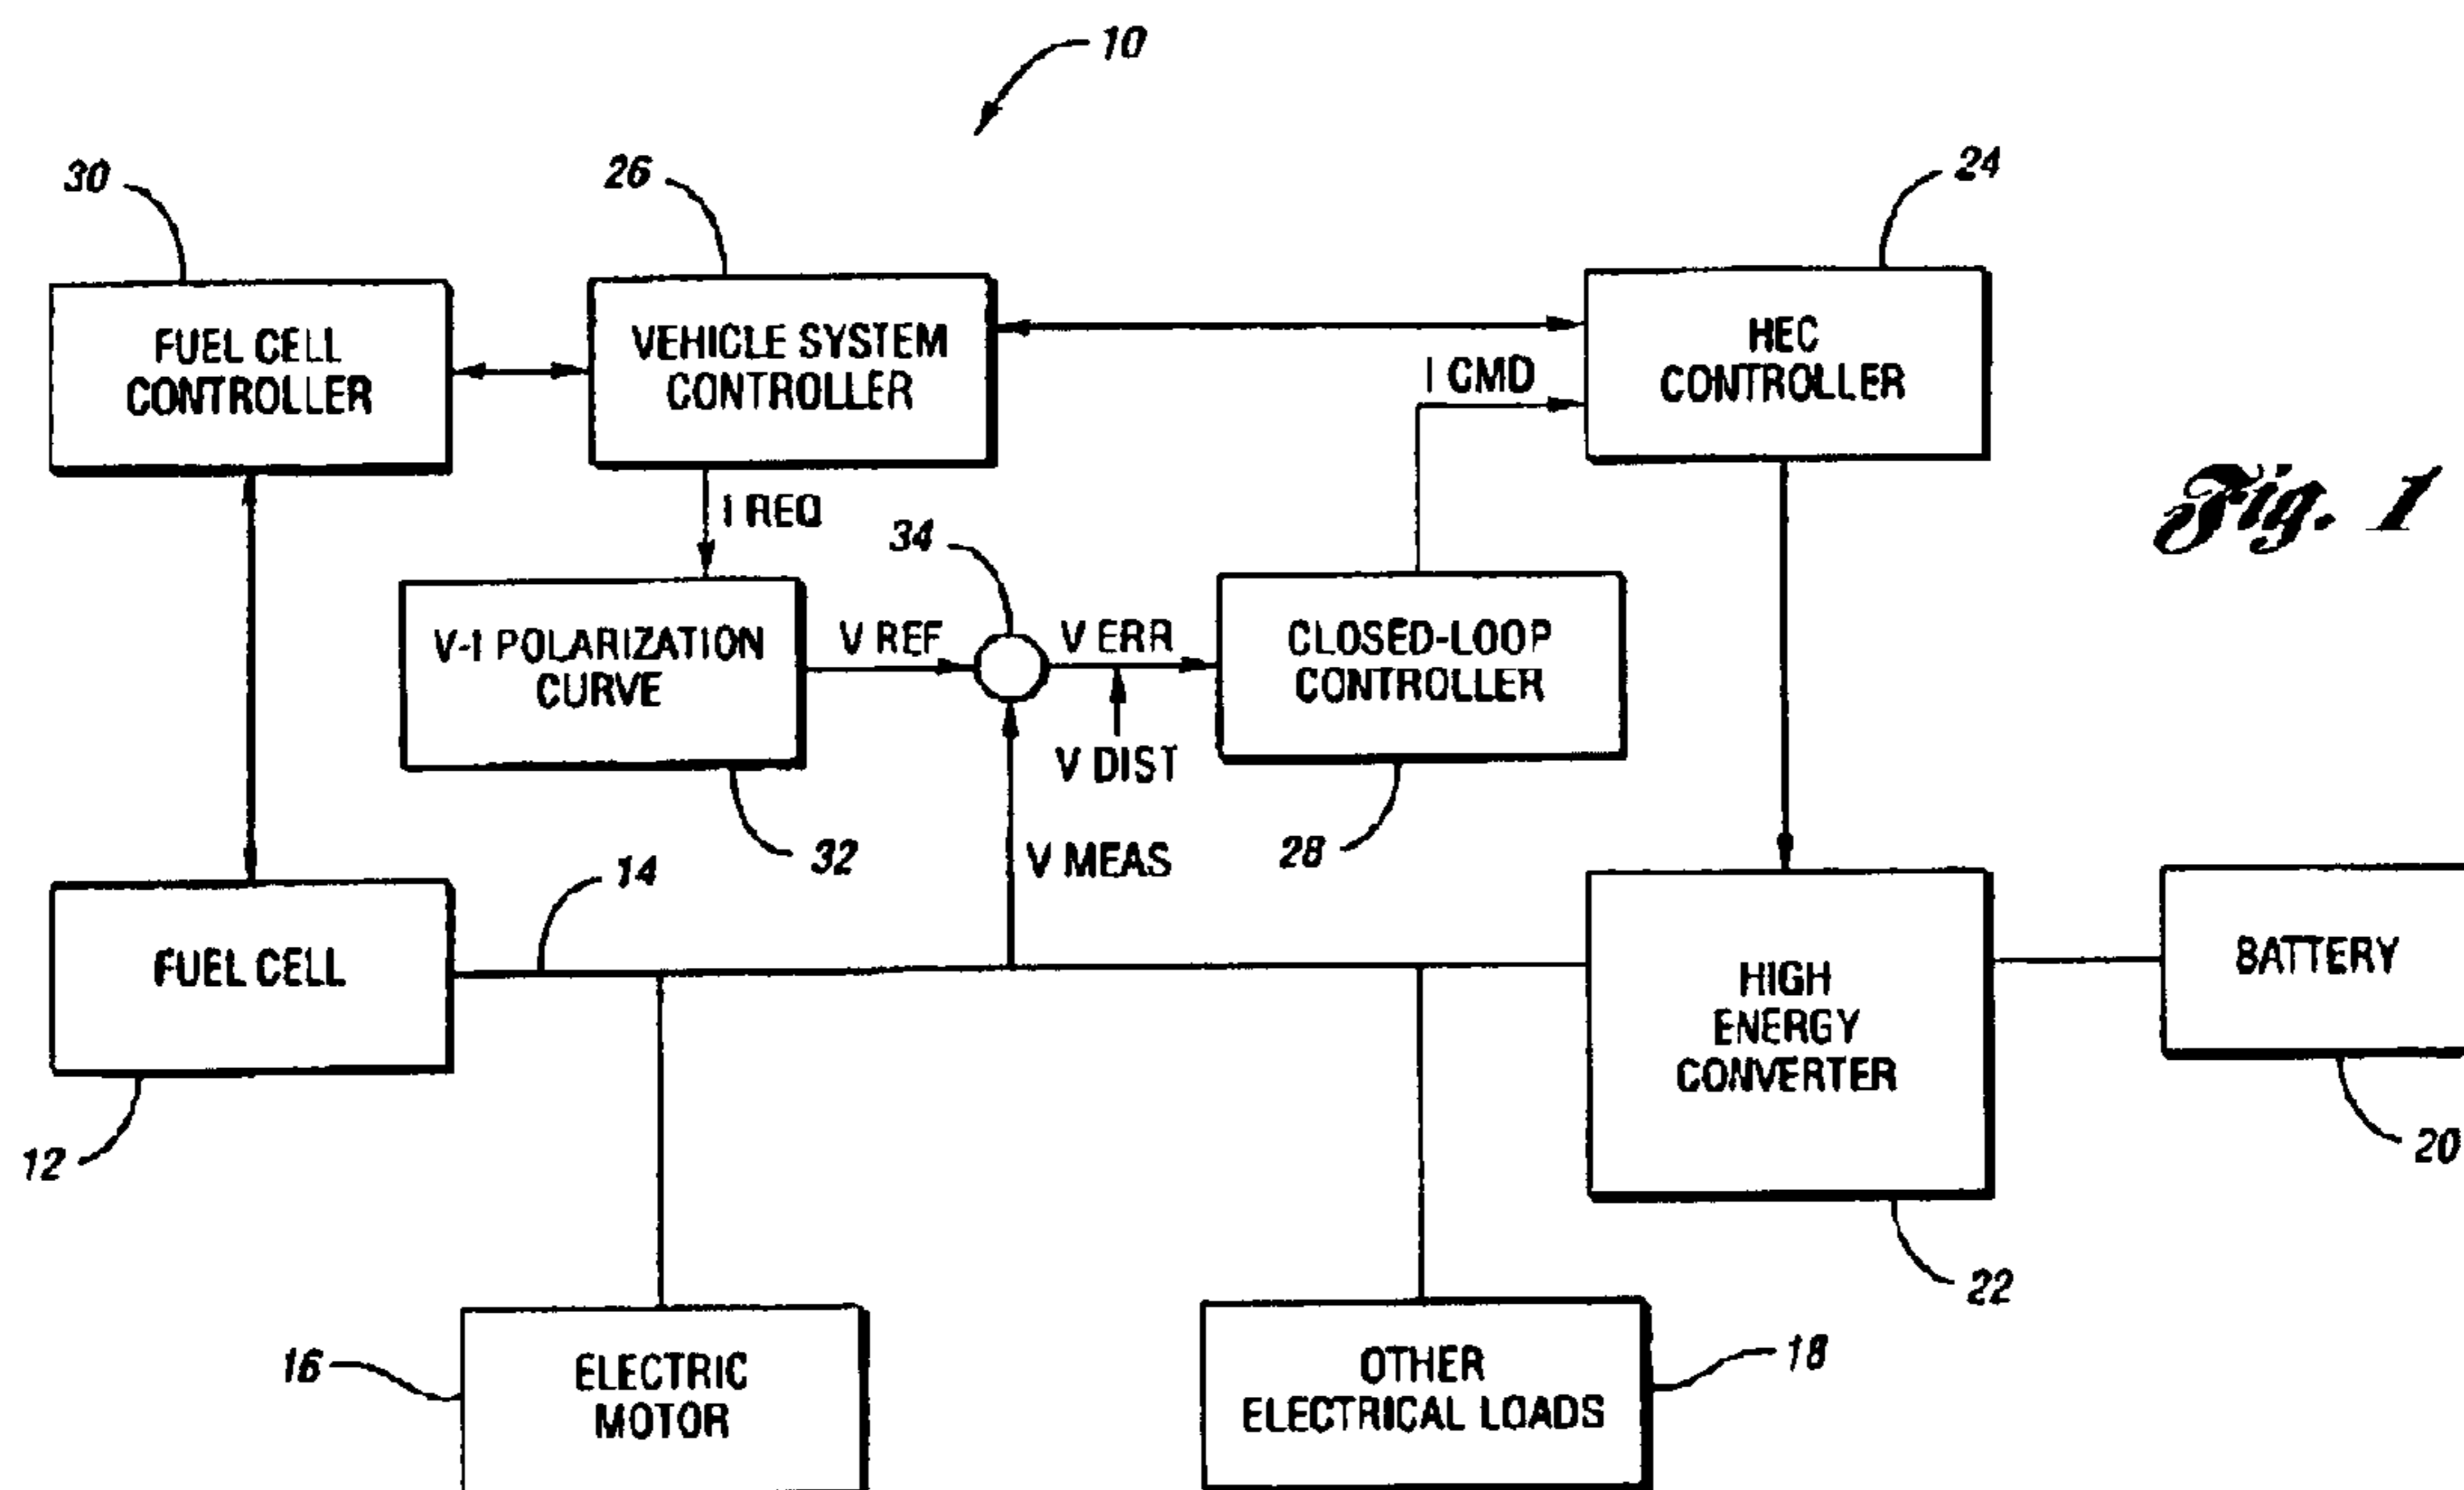 10
30
26
24
FUEL CELL
CONTROLLER
VEHICLE SYSTEM
CONTROLLER
HEC
CONTROLLER
I CMD
Fig. 1
I REQ
34
V-I POLARIZATION
CURVE
V REF
V ERR
CLOSED-LOOP
CONTROLLER
V DIST
32
28
14
V MEAS
FUEL CELL
HIGH
ENERGY
CONVERTER
BATTERY
12
20
22
16
ELECTRIC
MOTOR
OTHER
ELECTRICAL LOADS
18